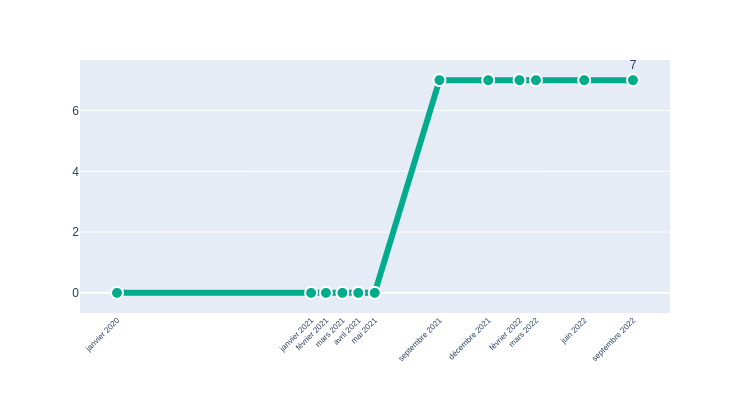 7
6
4
2
0
janvier 2020
janvier 2021
février 2021
mars 2021
avril 2021
mai 2021
septembre 2021
décembre 2021
février 2022
mars 2022
juin 2022
septembre 2022